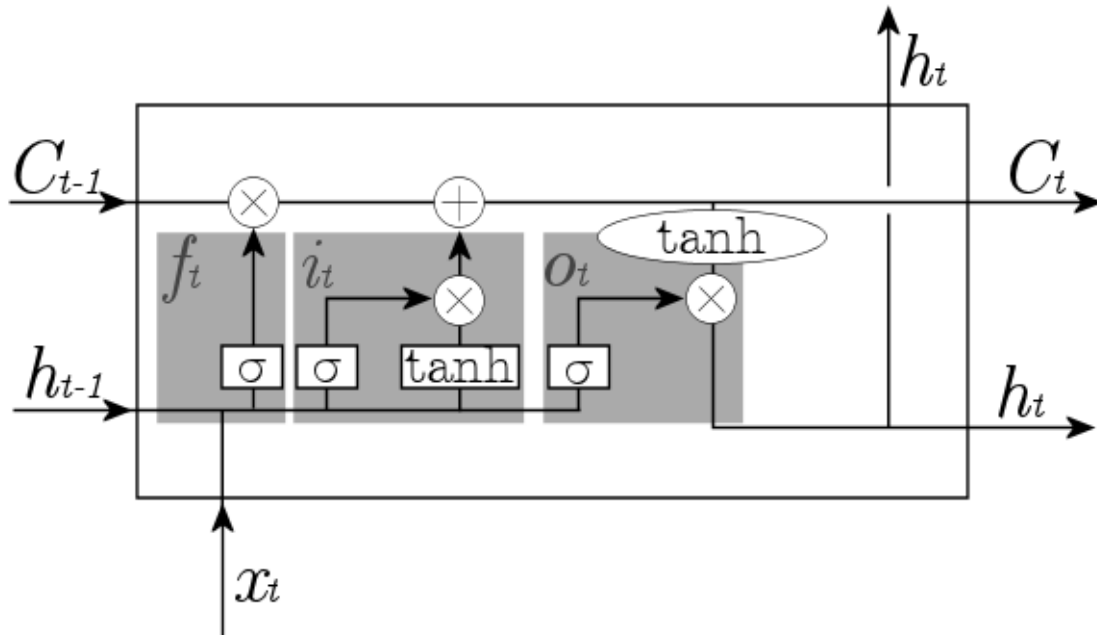 hₜ
Cₜ₋₁
Cₜ
×
+
tanh
fₜ
iₜ
oₜ
×
×
σ
σ
tanh
σ
hₜ₋₁
hₜ
xₜ